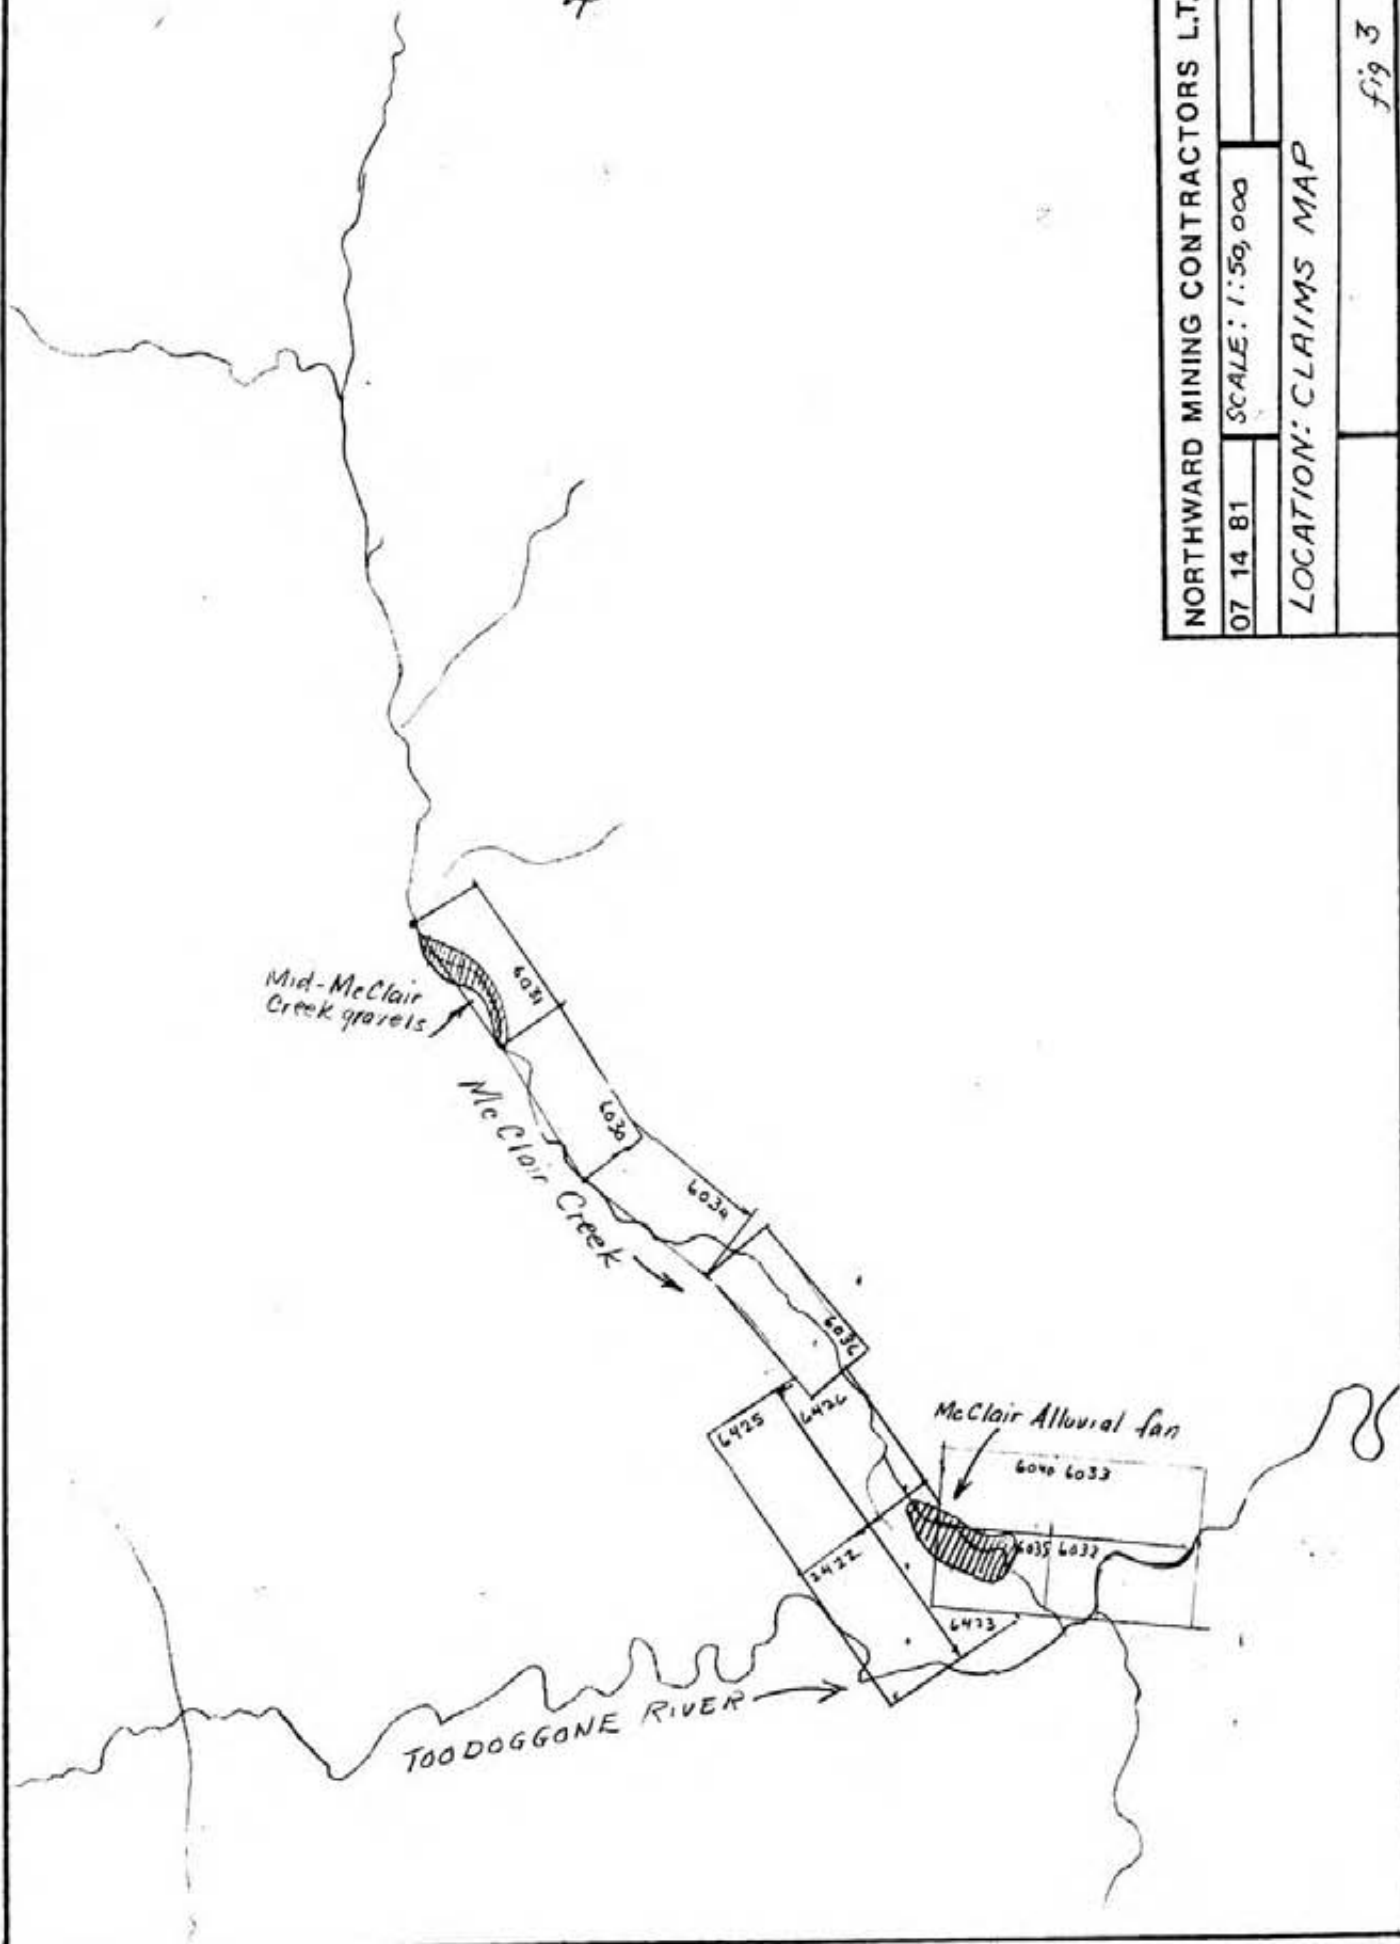 NORTHWARD MINING CONTRACTORS L.T.
07 14 81
SCALE: 1:50,000
LOCATION: CLAIMS MAP
fig 3
Mid-McClair
Creek gravels
6031
6030
McClair Creek
6034
6036
6425
6426
McClair Alluvial fan
6040 6033
6035 6032
2422
6423
TOODOGGONE RIVER